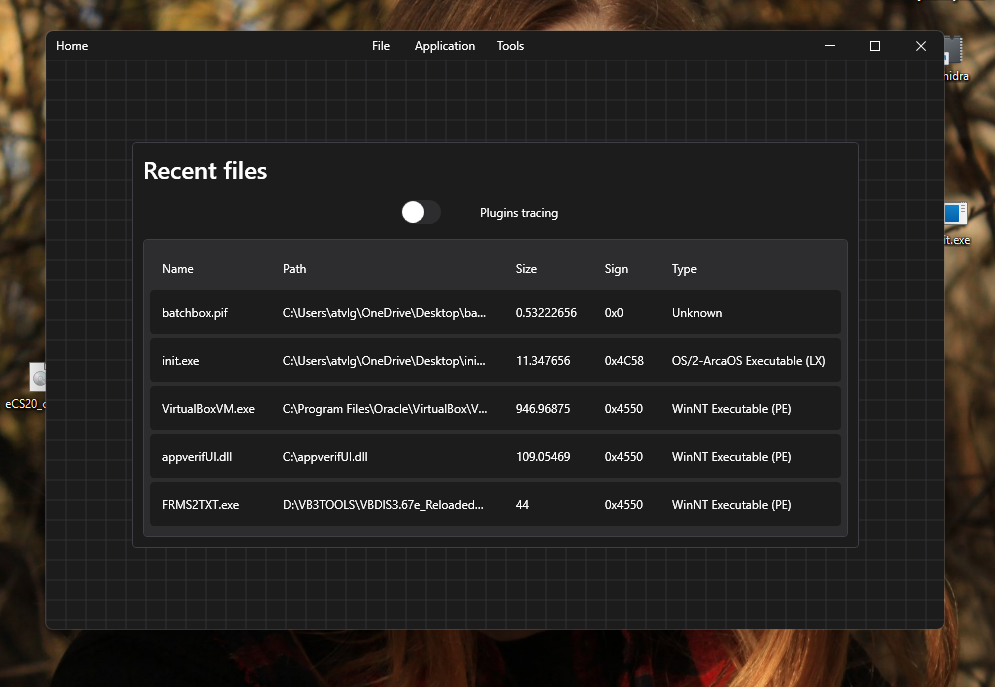 Home File Application Tools
Recent files
Plugins tracing
Name Path Size Sign Type
batchbox.pif C:\Users\atvlg\OneDrive\Desktop\ba... 0.53222656 0x0 Unknown
init.exe C:\Users\atvlg\OneDrive\Desktop\ini... 11.347656 0x4C58 OS/2-ArcaOS Executable (LX)
VirtualBoxVM.exe C:\Program Files\Oracle\VirtualBox\V... 946.96875 0x4550 WinNT Executable (PE)
appverifUI.dll C:\appverifUI.dll 109.05469 0x4550 WinNT Executable (PE)
FRMS2TXT.exe D:\VB3TOOLS\VBDIS3.67e_Reloaded... 44 0x4550 WinNT Executable (PE)
hidra
it.exe
eCS20_